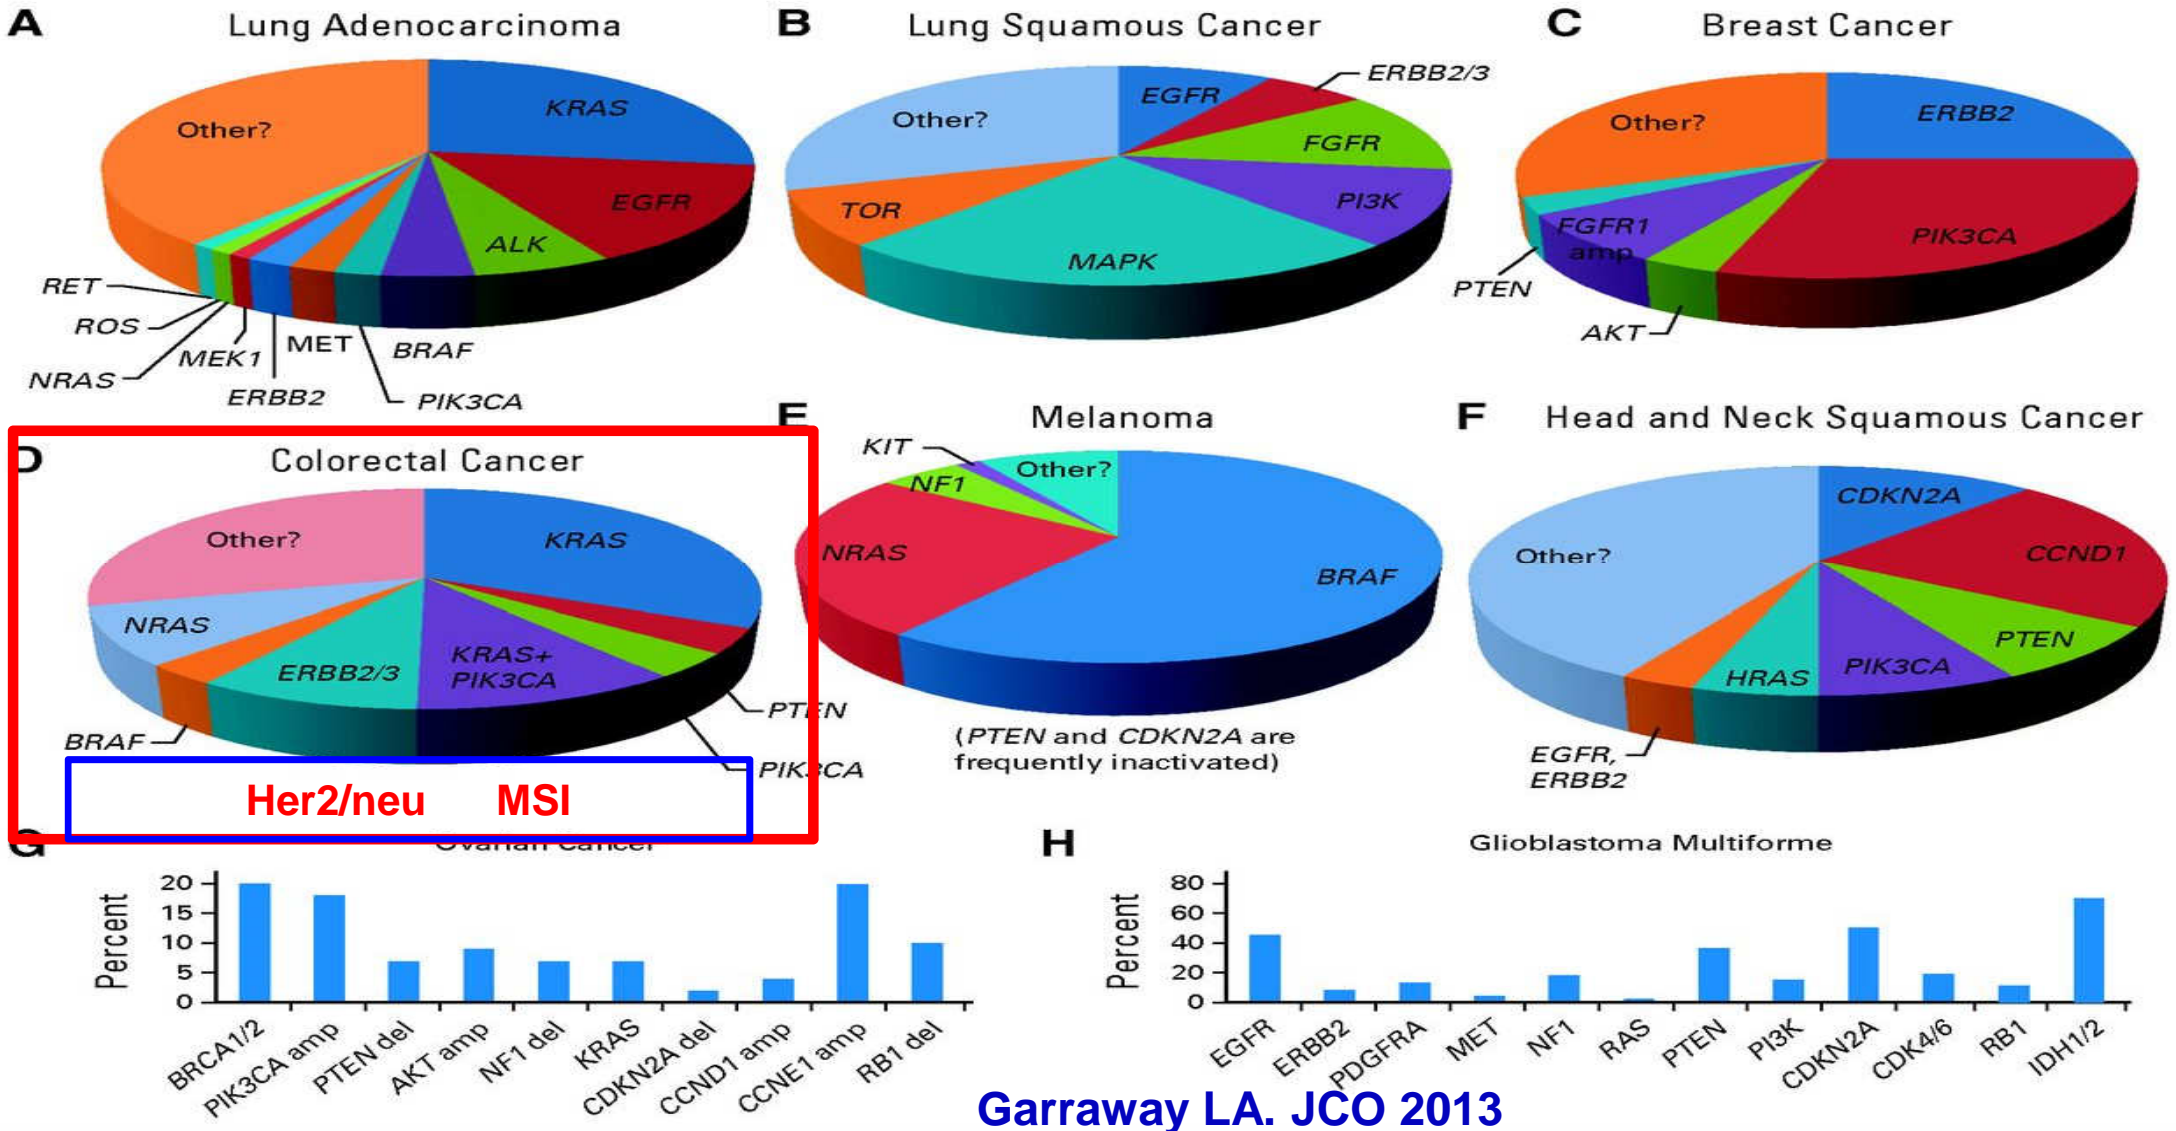 A
Lung Adenocarcinoma
Other?
KRAS
EGFR
ALK
RET
ROS
NRAS
MEK1
ERBB2
MET
BRAF
PIK3CA
B
Lung Squamous Cancer
Other?
EGFR
ERBB2/3
FGFR
PI3K
MAPK
TOR
C
Breast Cancer
Other?
ERBB2
PIK3CA
FGFR1
amp
PTEN
AKT
D
Colorectal Cancer
Other?
KRAS
NRAS
ERBB2/3
KRAS+
PIK3CA
BRAF
PTEN
PIK3CA
Her2/neu MSI
E
Melanoma
KIT
Other?
NF1
NRAS
BRAF
(PTEN and CDKN2A are
frequently inactivated)
F
Head and Neck Squamous Cancer
Other?
CDKN2A
CCND1
PTEN
PIK3CA
HRAS
EGFR,
ERBB2
G
Ovarian Cancer
Percent
20
15
10
5
0
BRCA1/2
PIK3CA amp
PTEN del
AKT amp
NF1 del
KRAS
CDKN2A del
CCND1 amp
CCNE1 amp
RB1 del
H
Glioblastoma Multiforme
Percent
80
60
40
20
0
EGFR
ERBB2
PDGFRA
MET
NF1
RAS
PTEN
PI3K
CDKN2A
CDK4/6
RB1
IDH1/2
Garraway LA. JCO 2013